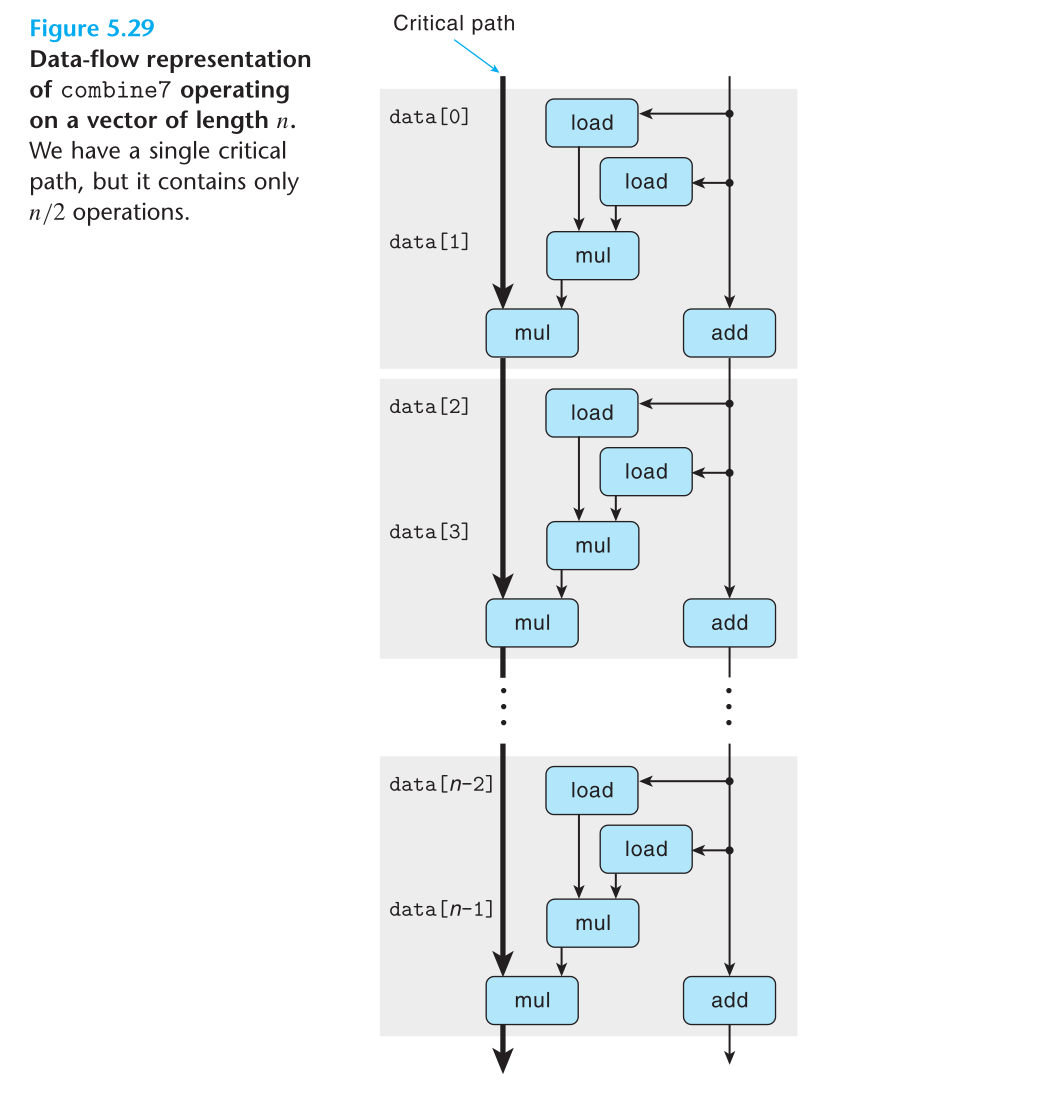 Figure 5.29
Data-flow representation
of combine7 operating
on a vector of length n.
We have a single critical
path, but it contains only
n/2 operations.
Critical path
data[0]
load
load
data[1]
mul
mul
add
data[2]
load
load
data[3]
mul
mul
add
data[n-2]
load
load
data[n-1]
mul
mul
add